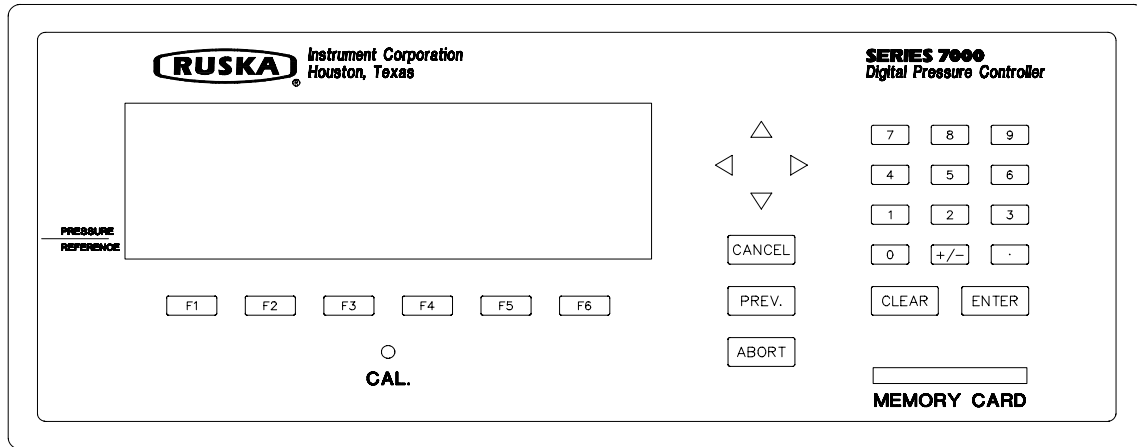 RUSKA ®
Instrument Corporation
Houston, Texas
SERIES 7000
Digital Pressure Controller
PRESSURE
REFERENCE
7 8 9
4 5 6
1 2 3
0 +/- .
CANCEL
PREV.
ABORT
CLEAR ENTER
F1 F2 F3 F4 F5 F6
CAL.
MEMORY CARD